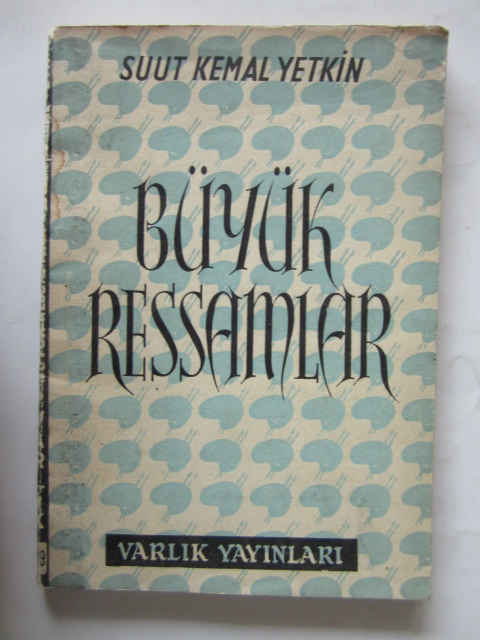 SUUT KEMAL YETKİN
BÜYÜK
RESSAMLAR
VARLIK YAYINLARI